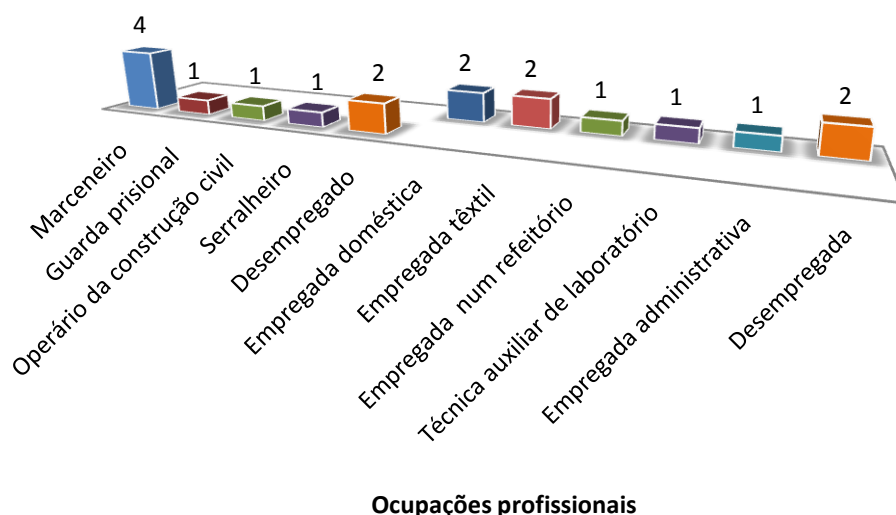 4
1
1
1
2
2
2
1
1
1
2
Marceneiro
Guarda prisional
Operário da construção civil
Serralheiro
Desempregado
Empregada doméstica
Empregada têxtil
Empregada num refeitório
Técnica auxiliar de laboratório
Empregada administrativa
Desempregada
Ocupações profissionais